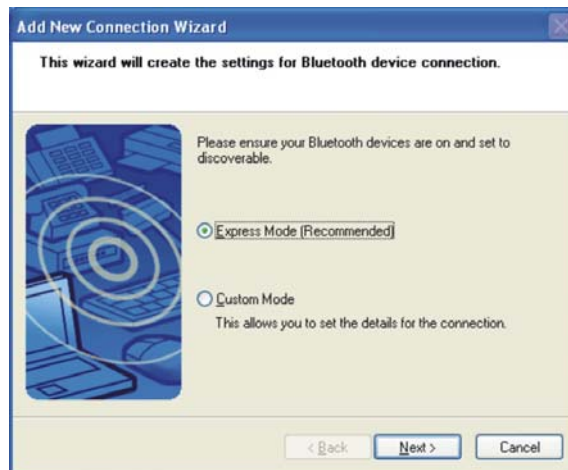 Add New Connection Wizard
This wizard will create the settings for Bluetooth device connection.
Please ensure your Bluetooth devices are on and set to
discoverable.
Express Mode (Recommended)
Custom Mode
This allows you to set the details for the connection.
< Back Next > Cancel